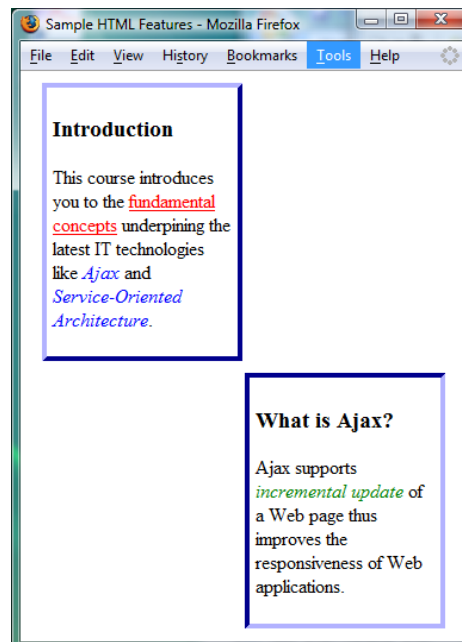 Sample HTML Features - Mozilla Firefox
File Edit View History Bookmarks Tools Help
Introduction
This course introduces
you to the fundamental
concepts underpining the
latest IT technologies
like Ajax and
Service-Oriented
Architecture.
What is Ajax?
Ajax supports
incremental update of
a Web page thus
improves the
responsiveness of Web
applications.